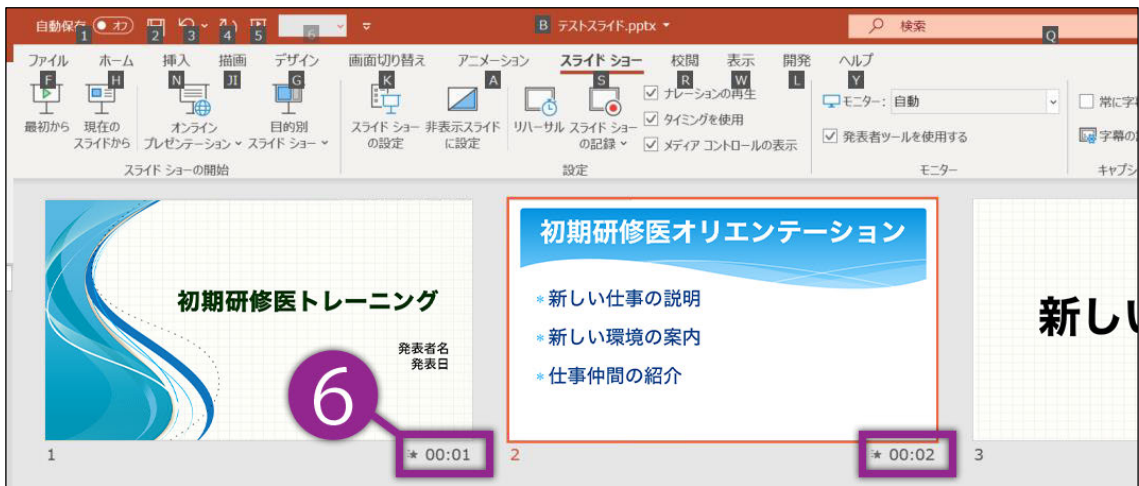 自動保存 オフ
1 2 3 4 5 6
B テストスライド.pptx
検索 Q
ファイル ホーム 挿入 描画 デザイン 画面切り替え アニメーション スライド ショー 校閲 表示 開発 ヘルプ
F H N JI G K A S R W L Y
最初から
現在の
スライドから
オンライン
プレゼンテーション
目的別
スライド ショー
スライド ショーの開始
スライド ショー
の設定
非表示スライド
に設定
リハーサル
スライド ショー
の記録
ナレーションの再生
タイミングを使用
メディア コントロールの表示
設定
モニター: 自動
発表者ツールを使用する
モニター
常に字
字幕の
キャプシ
初期研修医トレーニング
発表者名
発表日
6
1 00:01
初期研修医オリエンテーション
*新しい仕事の説明
*新しい環境の案内
*仕事仲間の紹介
2 00:02
新しい
3